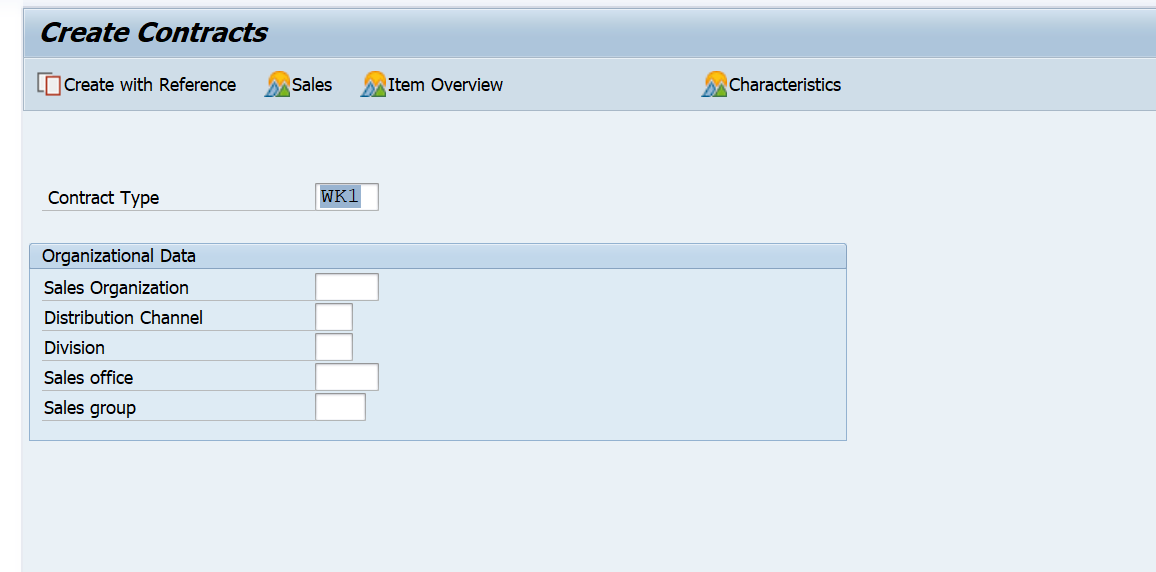 Create Contracts
Create with Reference Sales Item Overview Characteristics
Contract Type WK1
Organizational Data
Sales Organization
Distribution Channel
Division
Sales office
Sales group